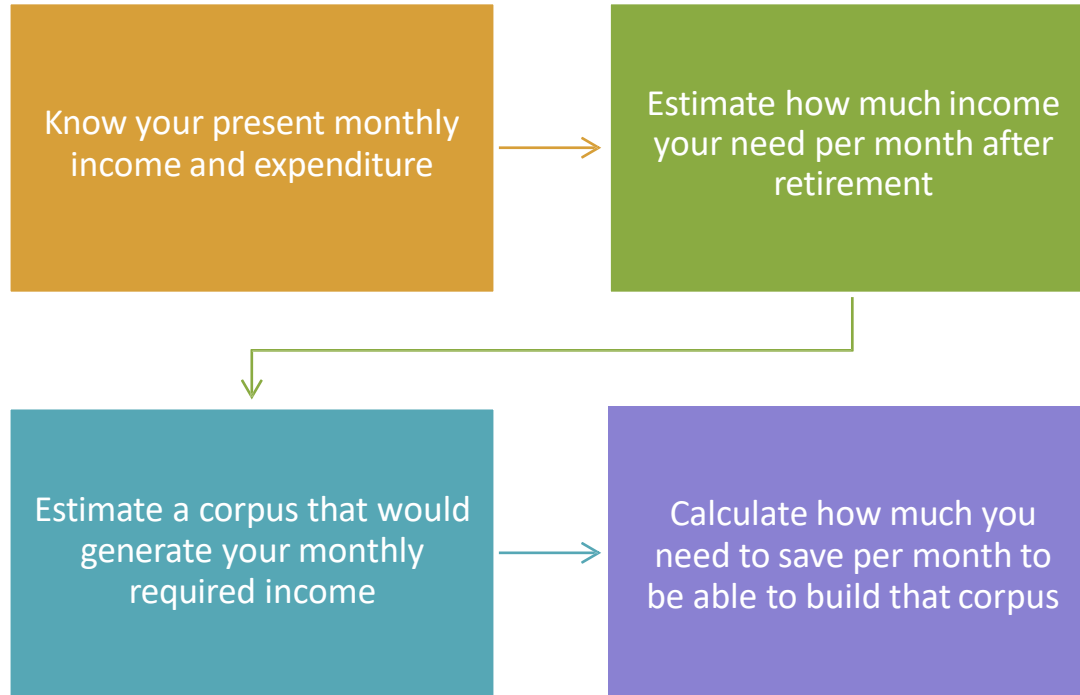 Know your present monthly
income and expenditure
Estimate how much income
your need per month after
retirement
Estimate a corpus that would
generate your monthly
required income
Calculate how much you
need to save per month to
be able to build that corpus